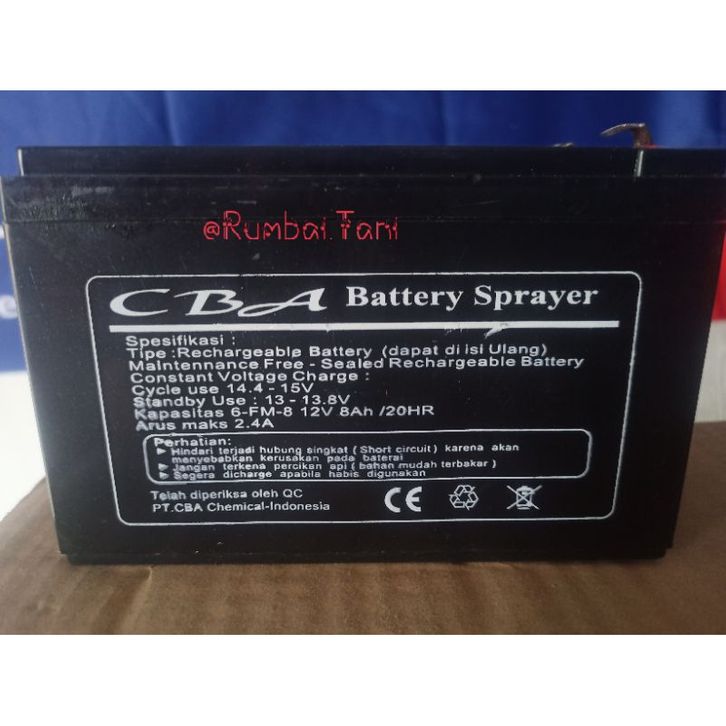 @Rumbai.Tani
CBA Battery Sprayer
Spesifikasi :
Tipe :Rechargeable Battery (dapat di isi Ulang)
Maintennance Free - Sealed Rechargeable Battery
Constant Voltage Charge :
Cycle use 14.4 - 15V
Standby Use : 13 - 13.8V
Kapasitas 6-FM-8 12V 8Ah /20HR
Arus maks 2.4A
Perhatian:
Hindari terjadi hubung singkat ( Short circuit ) karena akan
menyebabkan kerusakan pada baterai
Jangan terkena percikan api ( bahan mudah terbakar )
Segera dicharge apabila habis digunakan
Telah diperiksa oleh QC
PT.CBA Chemical-Indonesia
CE